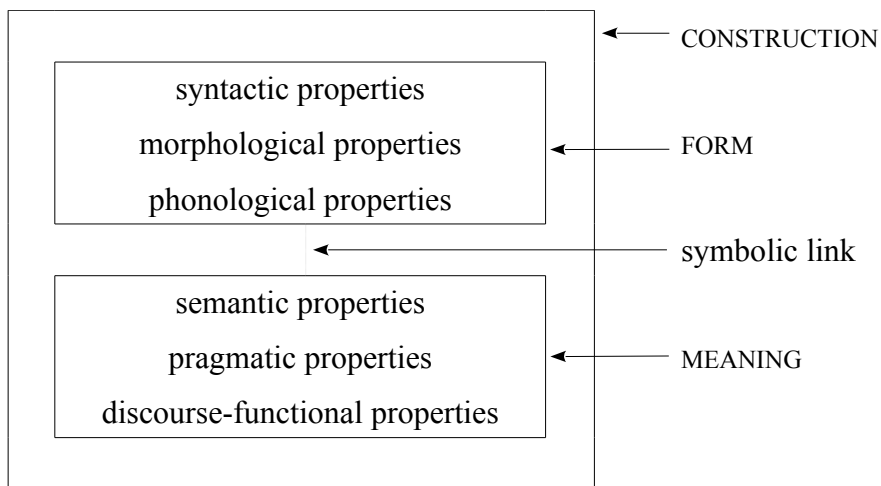 CONSTRUCTION
syntactic properties
morphological properties
phonological properties
FORM
symbolic link
semantic properties
pragmatic properties
discourse-functional properties
MEANING